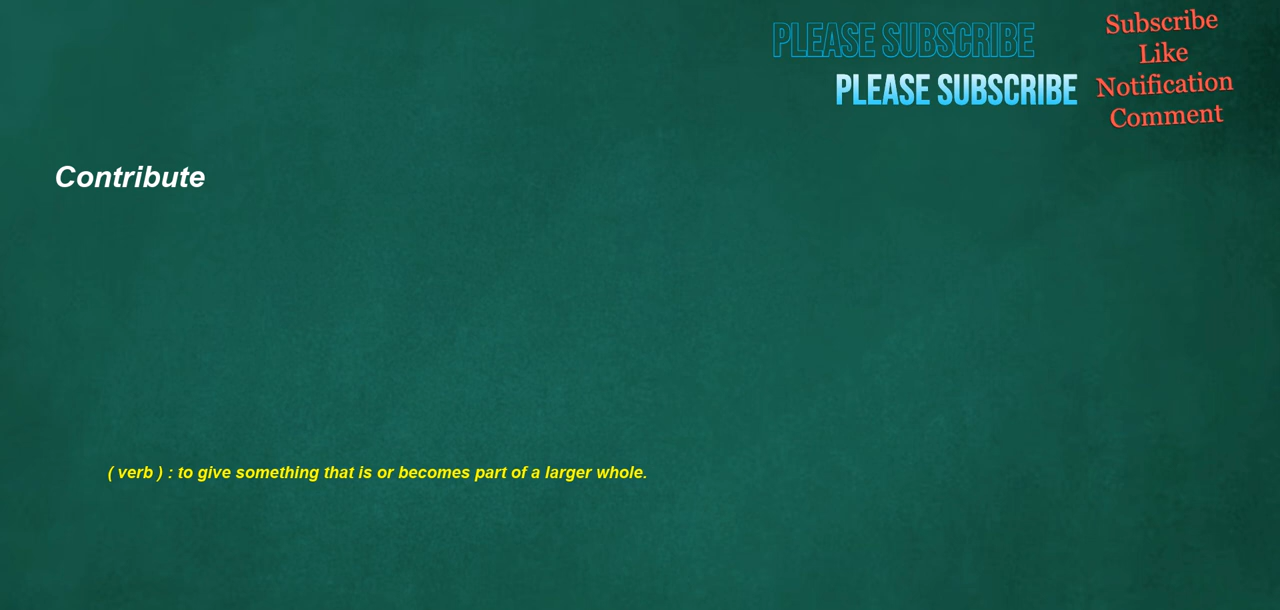 PLEASE SUBSCRIBE
PLEASE SUBSCRIBE
Subscribe
Like
Notification
Comment
Contribute
( verb ) : to give something that is or becomes part of a larger whole.